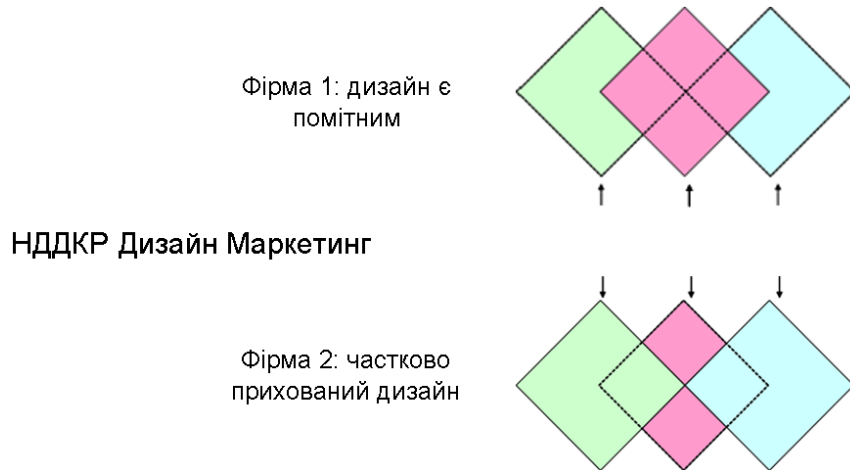 Фірма 1: дизайн є
помітним
НДДКР Дизайн Маркетинг
Фірма 2: частково
прихований дизайн